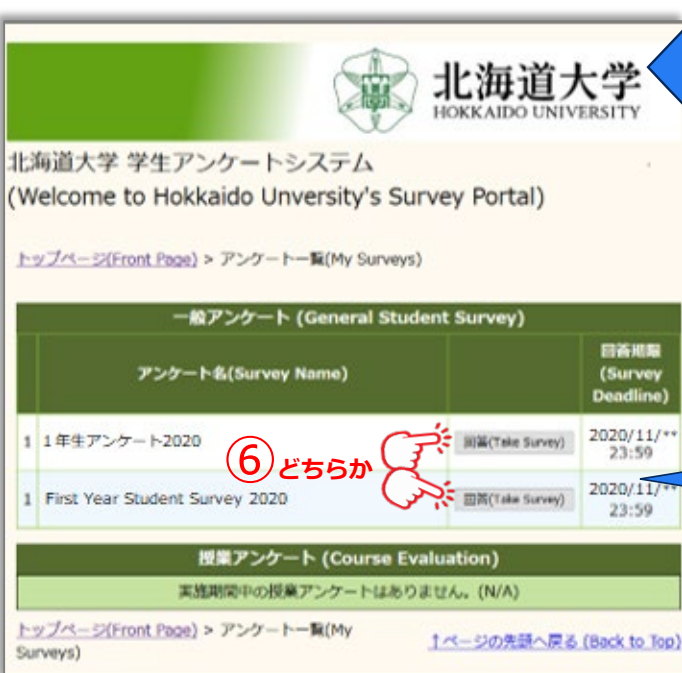 北海道大学
HOKKAIDO UNIVERSITY
北海道大学 学生アンケートシステム
(Welcome to Hokkaido Unversity's Survey Portal)
トップページ(Front Page) > アンケート一覧(My Surveys)
一般アンケート (General Student Survey)
アンケート名(Survey Name)
回答期限
(Survey
Deadline)
1 1年生アンケート2020 回答(Take Survey) 2020/11/**
23:59
⑥どちらか
1 First Year Student Survey 2020 回答(Take Survey) 2020/11/**
23:59
授業アンケート (Course Evaluation)
実施期間中の授業アンケートはありません。(N/A)
トップページ(Front Page) > アンケート一覧(My
Surveys)
↑ページの先頭へ戻る (Back to Top)